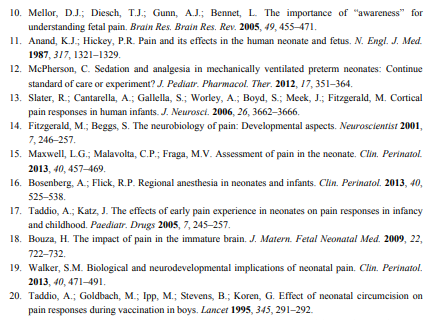 10. Mellor, D.J.; Diesch, T.J.; Gunn, A.J.; Bennet, L. The importance of “awareness” for
understanding fetal pain. Brain Res. Brain Res. Rev. 2005, 49, 455–471.
11. Anand, K.J.; Hickey, P.R. Pain and its effects in the human neonate and fetus. N. Engl. J. Med.
1987, 317, 1321–1329.
12. McPherson, C. Sedation and analgesia in mechanically ventilated preterm neonates: Continue
standard of care or experiment? J. Pediatr. Pharmacol. Ther. 2012, 17, 351–364.
13. Slater, R.; Cantarella, A.; Gallella, S.; Worley, A.; Boyd, S.; Meek, J.; Fitzgerald, M. Cortical
pain responses in human infants. J. Neurosci. 2006, 26, 3662–3666.
14. Fitzgerald, M.; Beggs, S. The neurobiology of pain: Developmental aspects. Neuroscientist 2001,
7, 246–257.
15. Maxwell, L.G.; Malavolta, C.P.; Fraga, M.V. Assessment of pain in the neonate. Clin. Perinatol.
2013, 40, 457–469.
16. Bosenberg, A.; Flick, R.P. Regional anesthesia in neonates and infants. Clin. Perinatol. 2013, 40,
525–538.
17. Taddio, A.; Katz, J. The effects of early pain experience in neonates on pain responses in infancy
and childhood. Paediatr. Drugs 2005, 7, 245–257.
18. Bouza, H. The impact of pain in the immature brain. J. Matern. Fetal Neonatal Med. 2009, 22,
722–732.
19. Walker, S.M. Biological and neurodevelopmental implications of neonatal pain. Clin. Perinatol.
2013, 40, 471–491.
20. Taddio, A.; Goldbach, M.; Ipp, M.; Stevens, B.; Koren, G. Effect of neonatal circumcision on
pain responses during vaccination in boys. Lancet 1995, 345, 291–292.